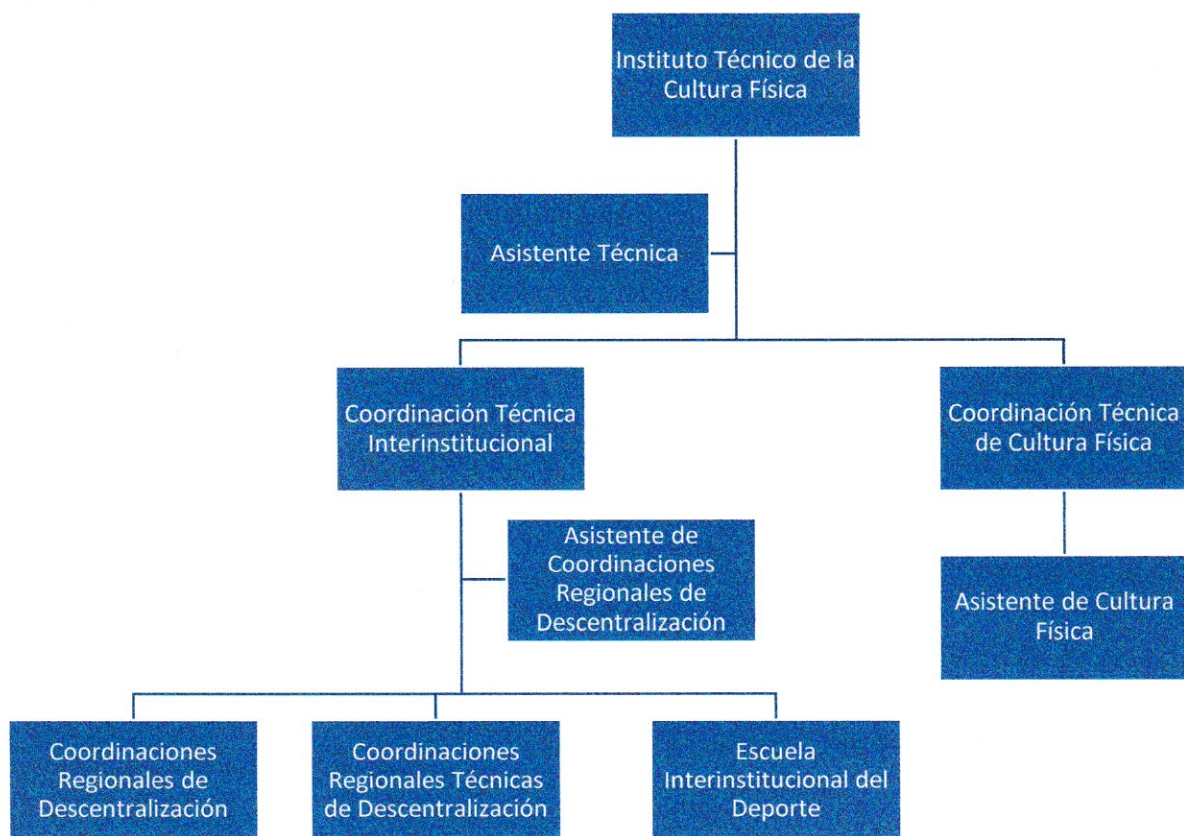 Instituto Técnico de la
Cultura Física
Asistente Técnica
Coordinación Técnica
Interinstitucional
Coordinación Técnica
de Cultura Física
Asistente de
Coordinaciones
Regionales de
Descentralización
Asistente de Cultura
Física
Coordinaciones
Regionales de
Descentralización
Coordinaciones
Regionales Técnicas
de Descentralización
Escuela
Interinstitucional del
Deporte